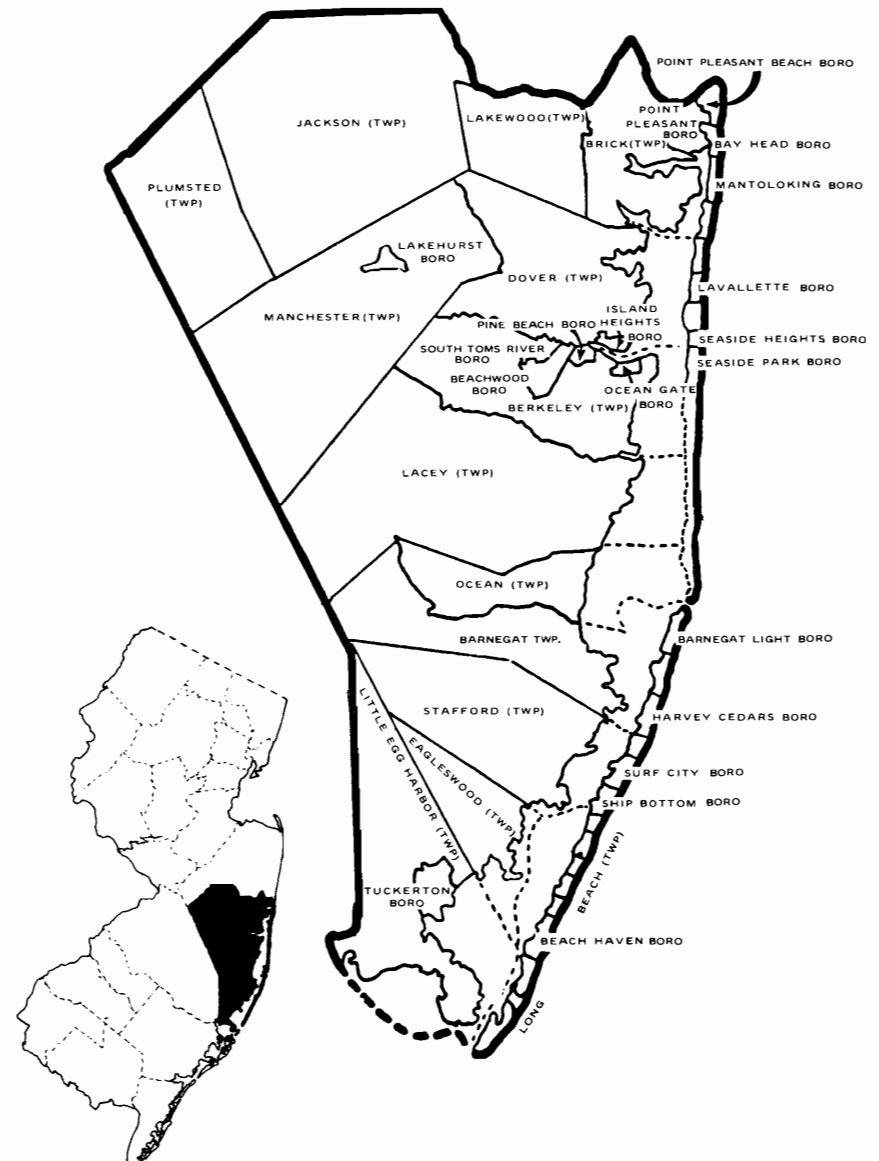 POINT PLEASANT BEACH BORO
JACKSON (TWP)
LAKEWOOD(TWP)
POINT
PLEASANT
BORO
BRICK(TWP)
BAY HEAD BORO
PLUMSTED
(TWP)
MANTOLOKING BORO
LAKEHURST
BORO
DOVER (TWP)
LAVALLETTE BORO
MANCHESTER(TWP)
ISLAND
HEIGHTS
BORO
PINE BEACH BORO
SEASIDE HEIGHTS BORO
SOUTH TOMS RIVER
BORO
SEASIDE PARK BORO
BEACHWOOD
BORO
OCEAN GATE
BORO
BERKELEY (TWP)
LACEY (TWP)
OCEAN (TWP)
BARNEGAT TWP.
BARNEGAT LIGHT BORO
STAFFORD (TWP)
HARVEY CEDARS BORO
LITTLE EGG HARBOR (TWP)
EAGLESWOOD (TWP)
SURF CITY BORO
SHIP BOTTOM BORO
TUCKERTON
BORO
BEACH HAVEN BORO
LONG BEACH (TWP)